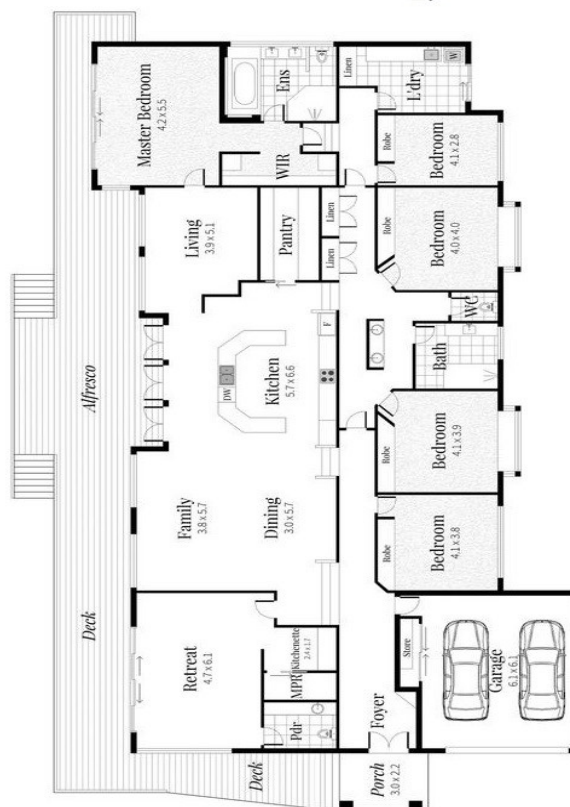 Master Bedroom
4.2 x 5.5
Ens
Linen
L'dry
W
WIR
Robe
Bedroom
4.1 x 2.8
Living
3.9 x 5.1
Pantry
Linen
Linen
Robe
Bedroom
4.0 x 4.0
WC
Alfresco
DW
Kitchen
5.7 x 6.6
F
Bath
Robe
Bedroom
4.1 x 3.9
Family
3.8 x 5.7
Dining
3.0 x 5.7
Robe
Bedroom
4.1 x 3.8
Deck
Retreat
4.7 x 6.1
Kitchenette
2.4 x 1.7
MPR
Pdr
Foyer
Store
Garage
6.1 x 6.1
Deck
Porch
3.0 x 2.2